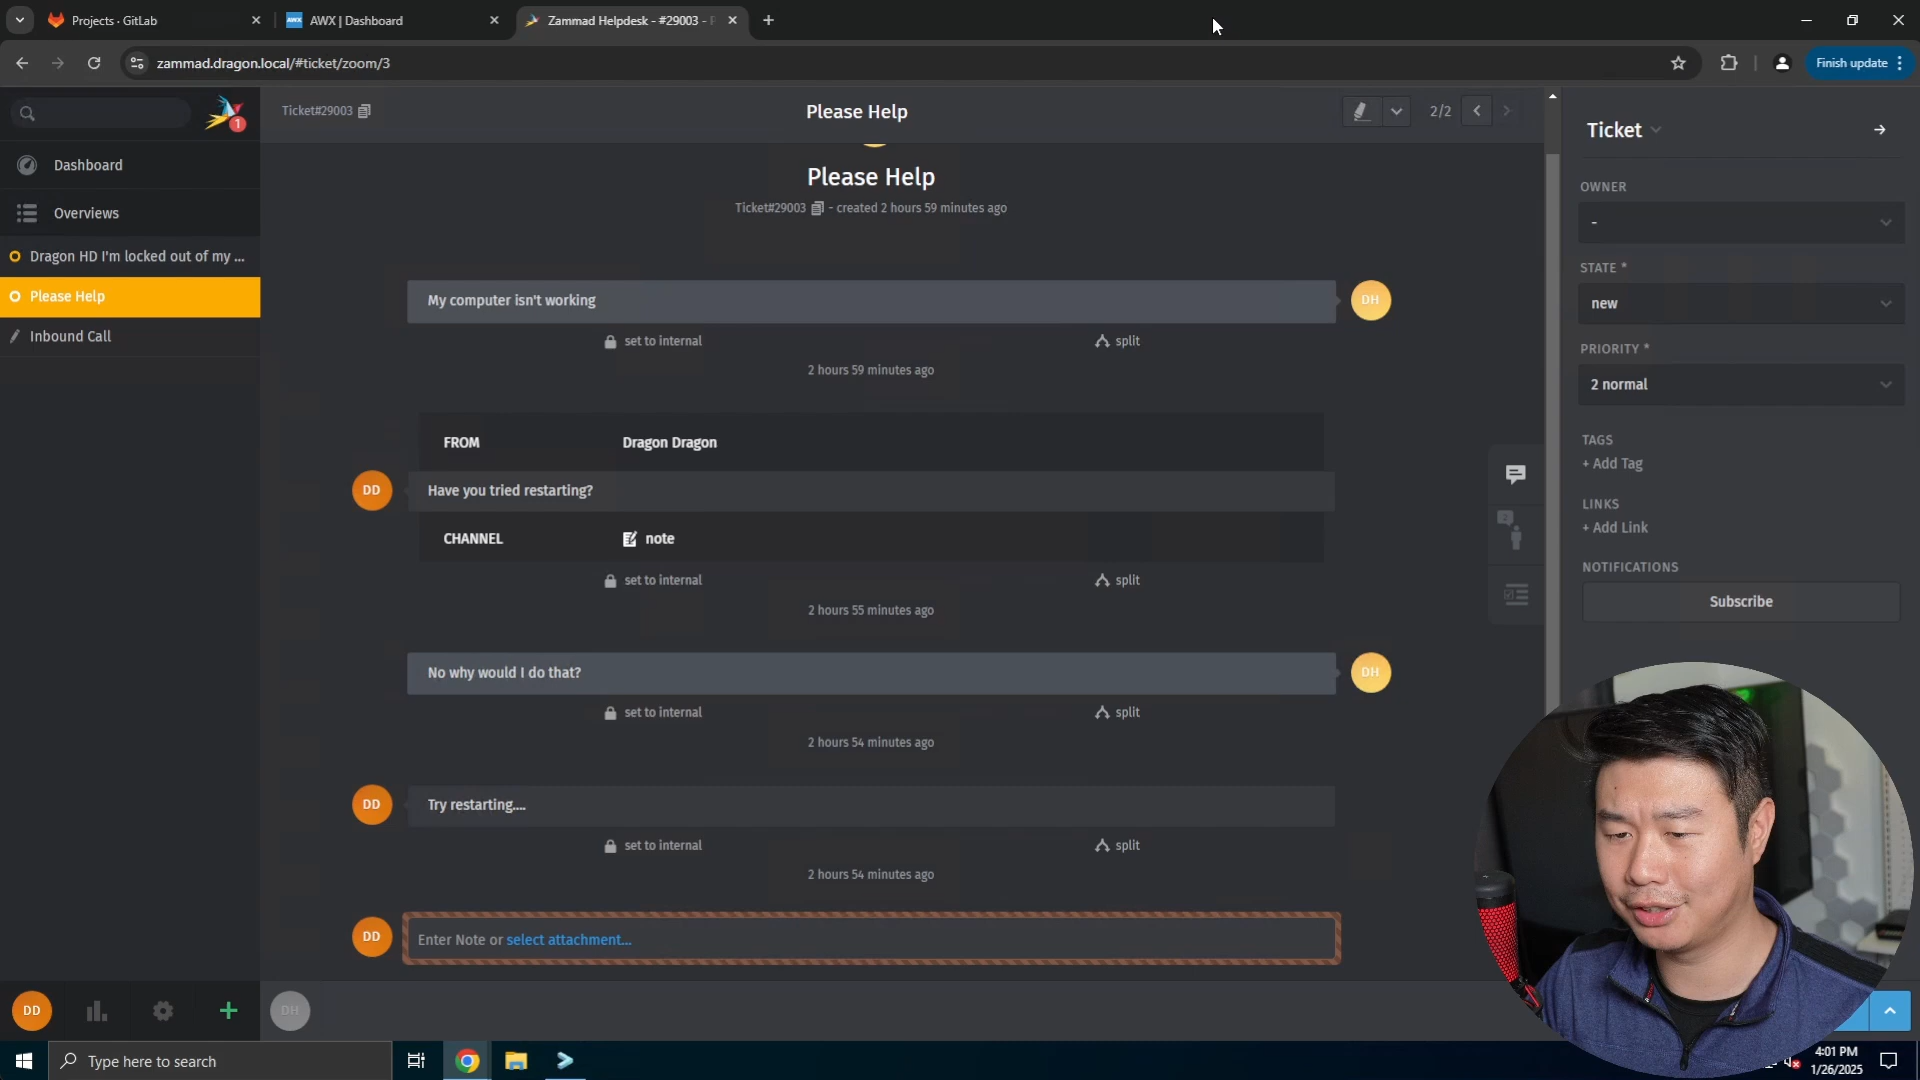 Projects · GitLab
AWX | Dashboard
Zammad Helpdesk - #29003 -
zammad.dragon.local/#ticket/zoom/3
Finish update
1
Ticket#29003
Please Help
2/2
Ticket
Dashboard
Overviews
Dragon HD I'm locked out of my ...
Please Help
Inbound Call
Please Help
Ticket#29003 - created 2 hours 59 minutes ago
My computer isn't working
DH
set to internal
split
2 hours 59 minutes ago
FROM
Dragon Dragon
DD
Have you tried restarting?
CHANNEL
note
set to internal
split
2 hours 55 minutes ago
No why would I do that?
DH
set to internal
split
2 hours 54 minutes ago
DD
Try restarting....
set to internal
split
2 hours 54 minutes ago
DD
Enter Note or select attachment...
OWNER
-
STATE *
new
PRIORITY *
2 normal
TAGS
+ Add Tag
LINKS
+ Add Link
NOTIFICATIONS
Subscribe
DD
DH
Type here to search
4:01 PM
1/26/2025